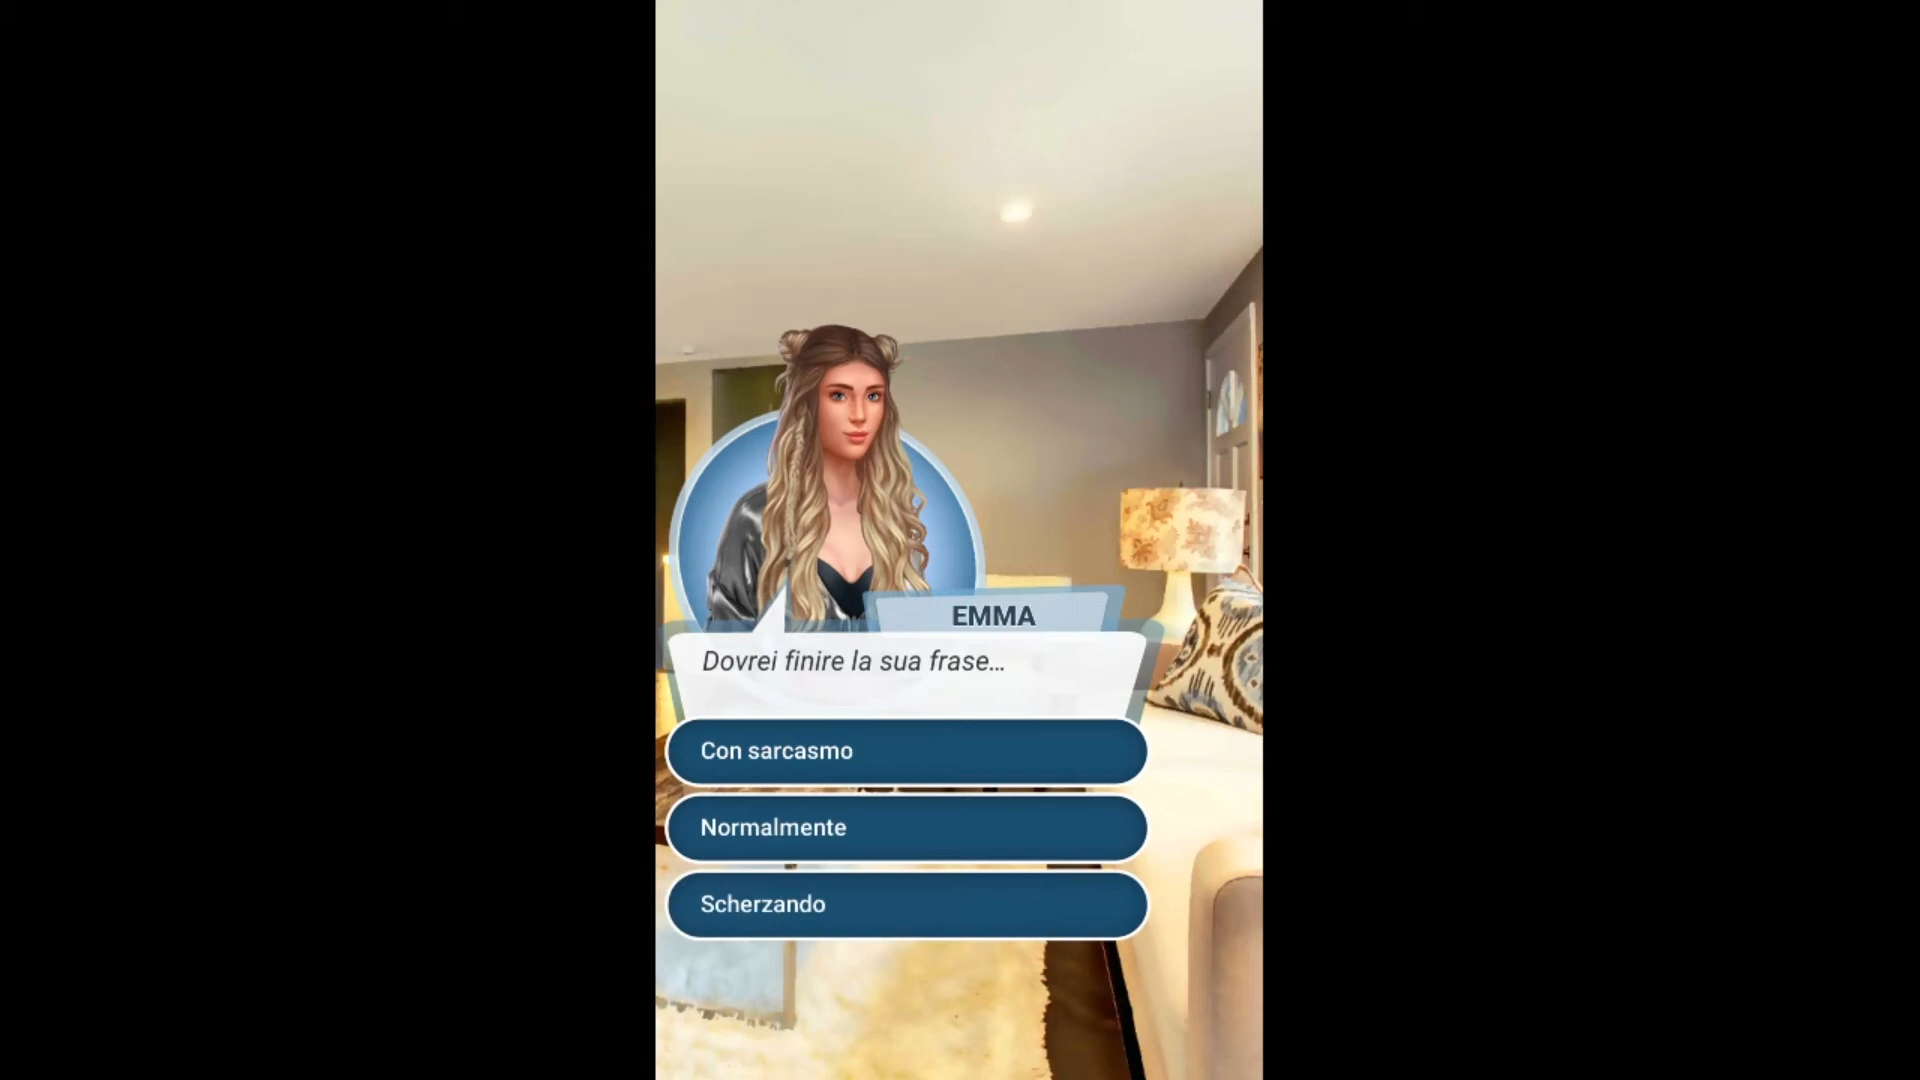 EMMA
Dovrei finire la sua frase...
Con sarcasmo
Normalmente
Scherzando